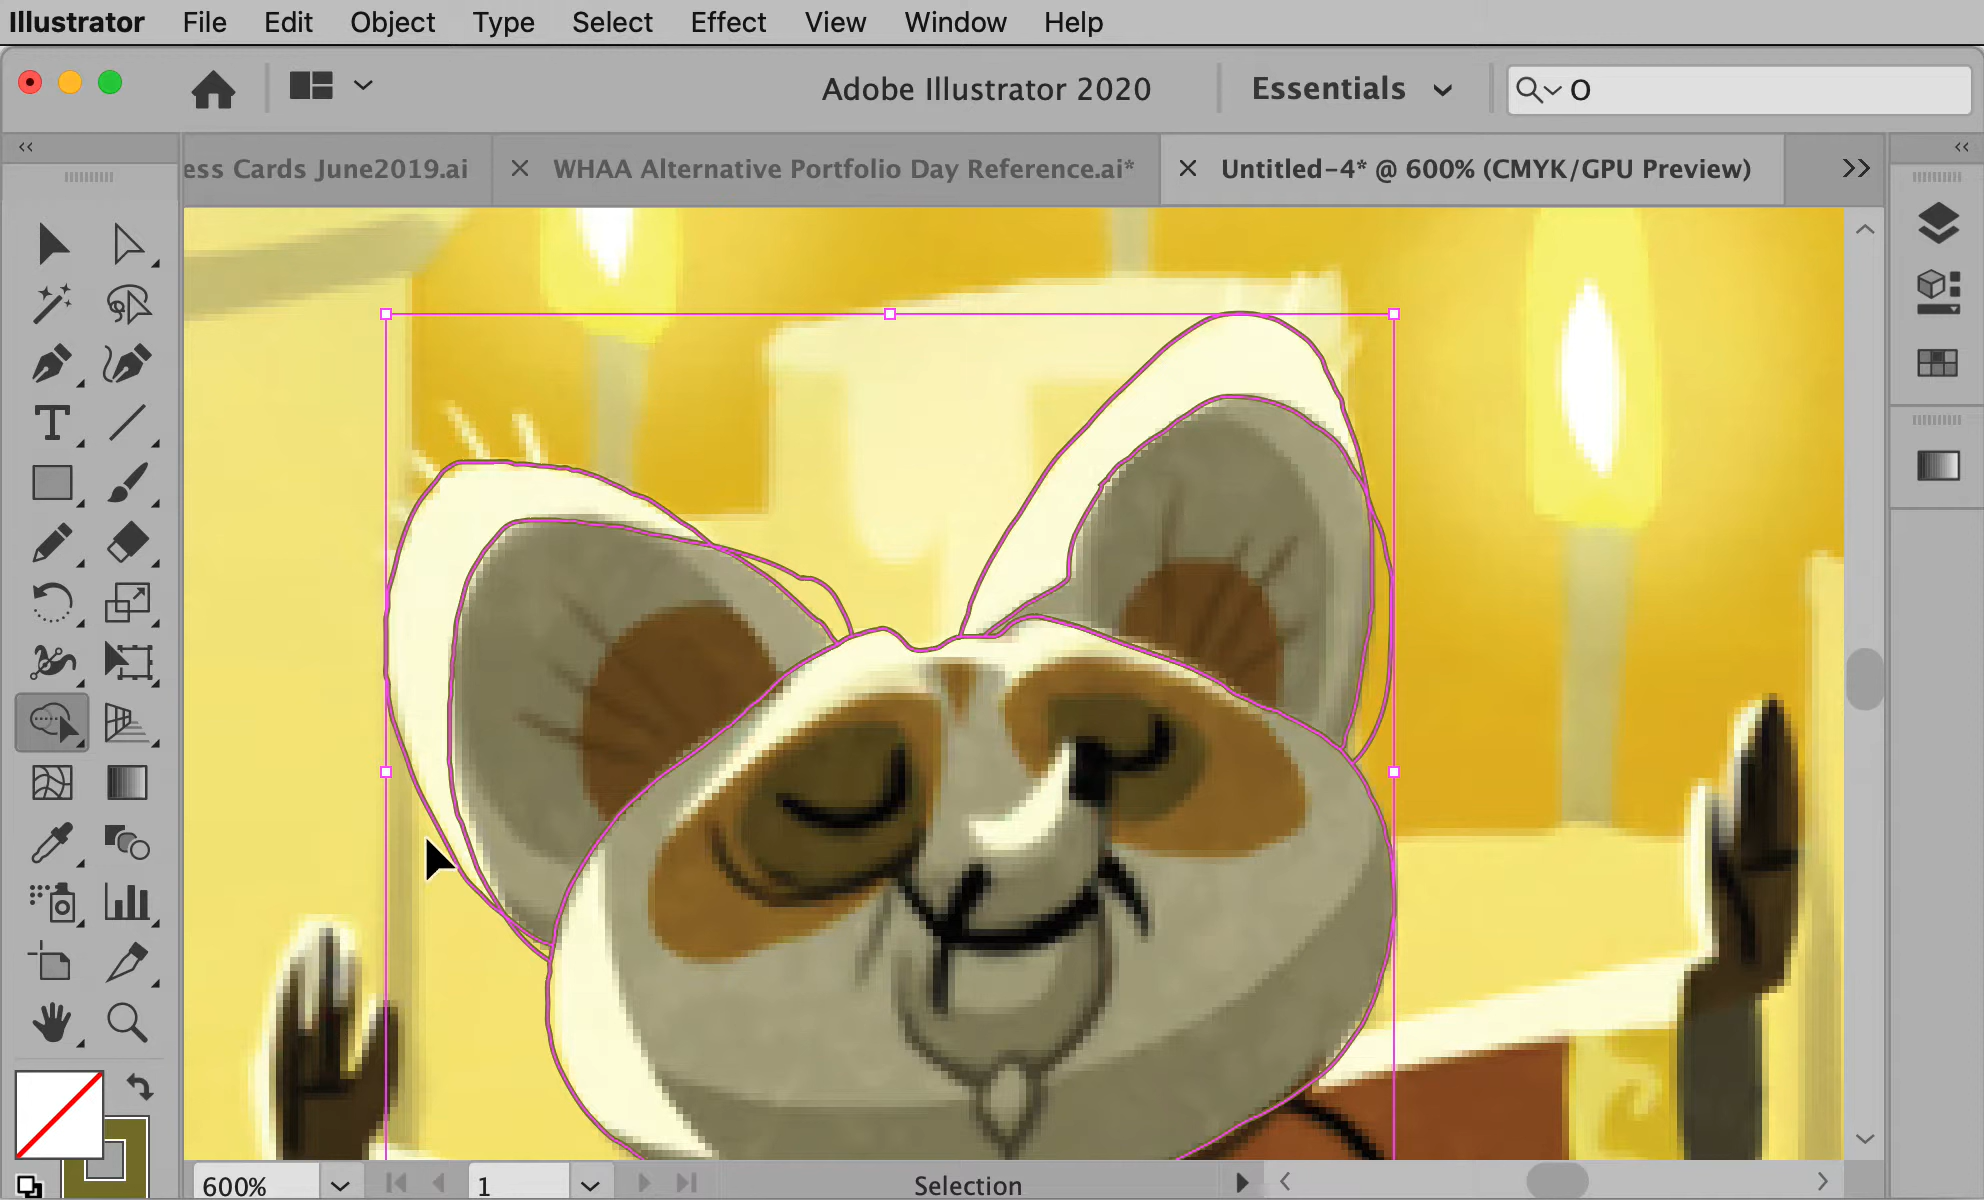 Illustrator File Edit Object Type Select Effect View Window Help
Adobe Illustrator 2020 Essentials O
ess Cards June2019.ai WHAA Alternative Portfolio Day Reference.ai* Untitled-4* @ 600% (CMYK/GPU Preview)
600% 1 Selection